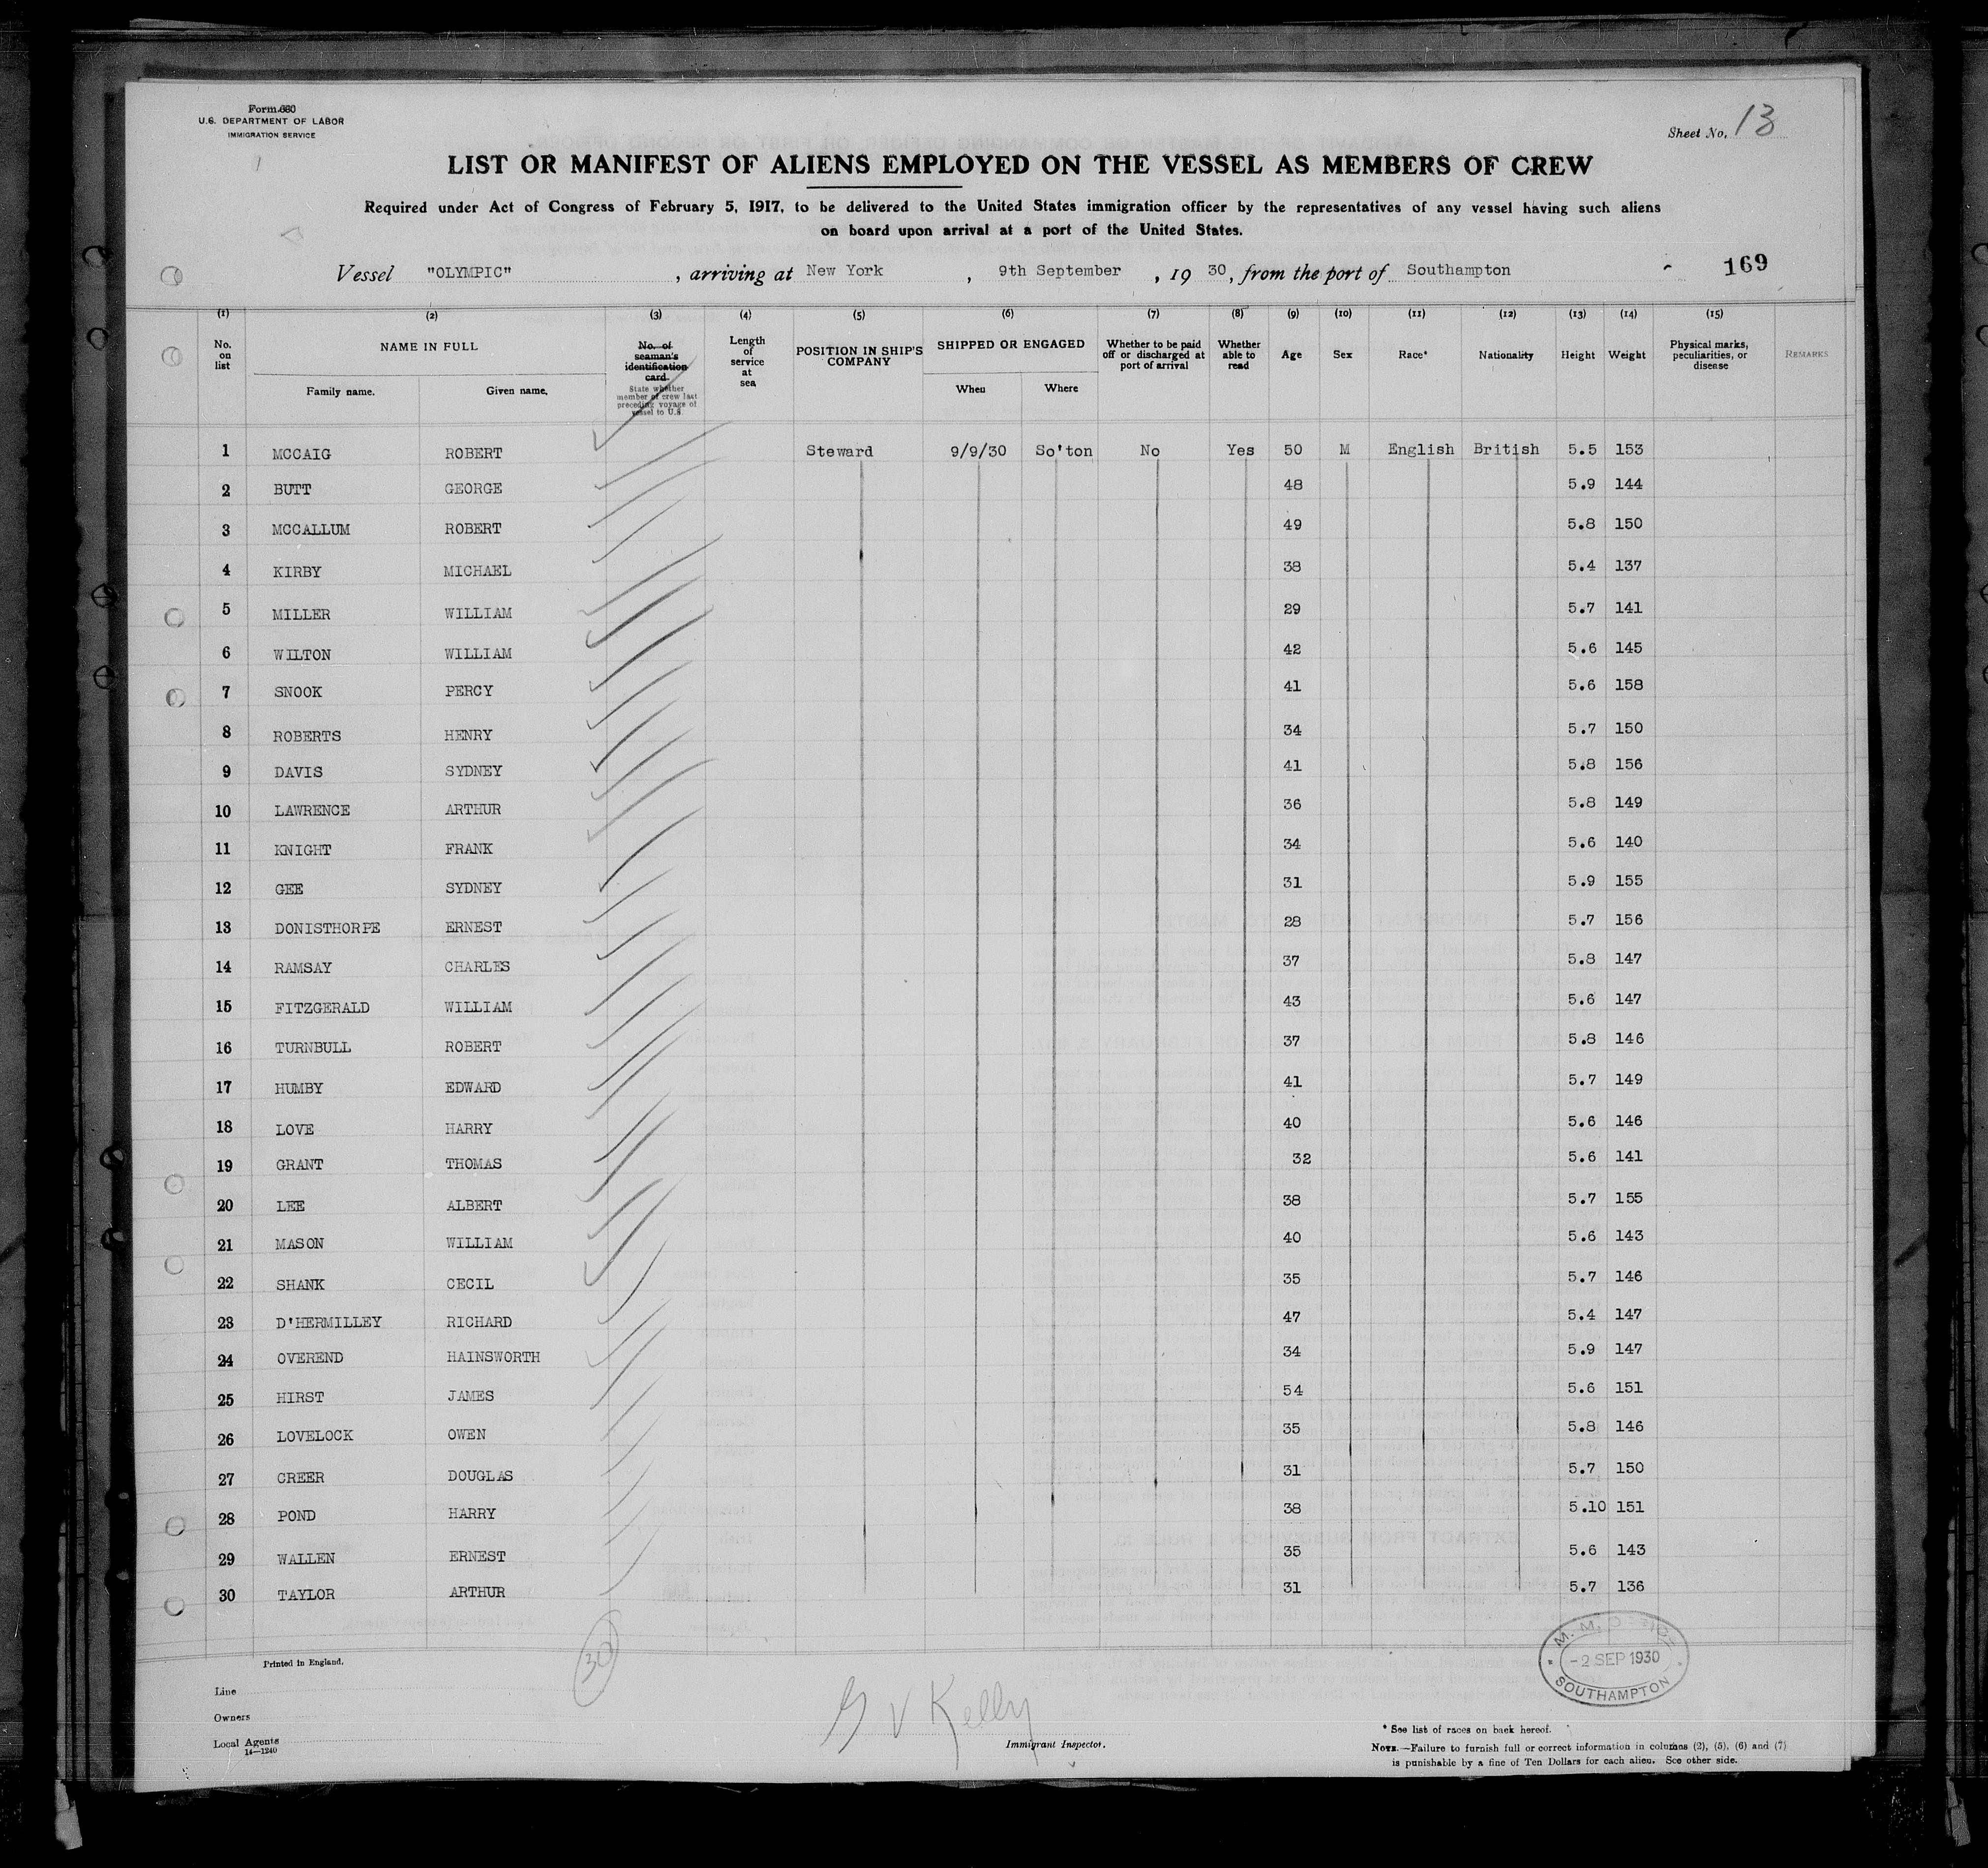 Form 680
U.S. DEPARTMENT OF LABOR
IMMIGRATION SERVICE
Sheet No. 13
LIST OR MANIFEST OF ALIENS EMPLOYED ON THE VESSEL AS MEMBERS OF CREW
Required under Act of Congress of February 5, 1917, to be delivered to the United States immigration officer by the representatives of any vessel having such aliens
on board upon arrival at a port of the United States.
Vessel "OLYMPIC", arriving at New York, 9th September, 1930, from the port of Southampton 169
(1) (2) (3) (4) (5) (6) (7) (8) (9) (10) (11) (12) (13) (14) (15)
No. on list NAME IN FULL Family name. Given name. No. of seaman's identification card. State whether member of crew last preceding voyage of vessel to U.S. Length of service at sea POSITION IN SHIP'S COMPANY SHIPPED OR ENGAGED When Where Whether to be paid off or discharged at port of arrival Whether able to read Age Sex Race* Nationality Height Weight Physical marks, peculiarities, or disease REMARKS
1 MCCAIG ROBERT Steward 9/9/30 So'ton No Yes 50 M English British 5.5 153
2 BUTT GEORGE 48 5.9 144
3 MCCALLUM ROBERT 49 5.8 150
4 KIRBY MICHAEL 38 5.4 137
5 MILLER WILLIAM 29 5.7 141
6 WILTON WILLIAM 42 5.6 145
7 SNOOK PERCY 41 5.6 158
8 ROBERTS HENRY 34 5.7 150
9 DAVIS SYDNEY 41 5.8 156
10 LAWRENCE ARTHUR 36 5.8 149
11 KNIGHT FRANK 34 5.6 140
12 GEE SYDNEY 31 5.9 155
13 DONISTHORPE ERNEST 28 5.7 156
14 RAMSAY CHARLES 37 5.8 147
15 FITZGERALD WILLIAM 43 5.6 147
16 TURNBULL ROBERT 37 5.8 146
17 HUMBY EDWARD 41 5.7 149
18 LOVE HARRY 40 5.6 146
19 GRANT THOMAS 32 5.6 141
20 LEE ALBERT 38 5.7 155
21 MASON WILLIAM 40 5.6 143
22 SHANK CECIL 35 5.7 146
23 D'HERMILLEY RICHARD 47 5.4 147
24 OVEREND HAINSWORTH 34 5.9 147
25 HIRST JAMES 54 5.6 151
26 LOVELOCK OWEN 35 5.8 146
27 CREER DOUGLAS 31 5.7 150
28 POND HARRY 38 5.10 151
29 WALLEN ERNEST 35 5.6 143
30 TAYLOR ARTHUR 31 5.7 136
Printed in England.
30
Line
Owners
Local Agents
14—1240
G V Kelly
Immigrant Inspector.
M. M.
-2 SEP 1930
SOUTHAMPTON
* See list of races on back hereof.
NOTE.—Failure to furnish full or correct information in columns (2), (5), (6) and (7)
is punishable by a fine of Ten Dollars for each alien. See other side.